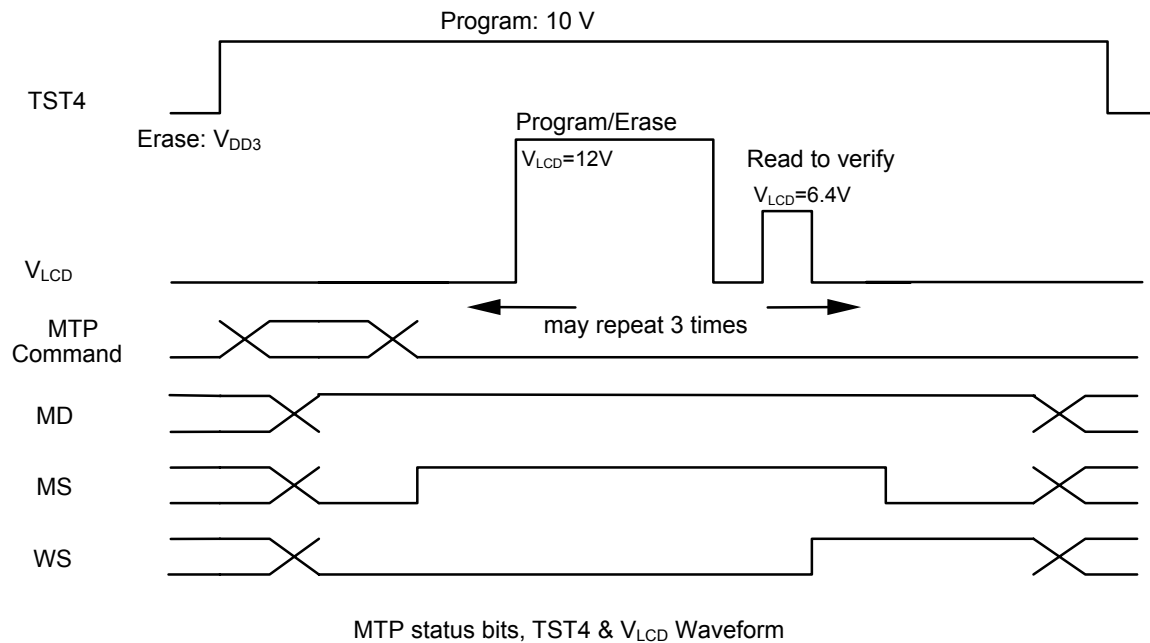 Program: 10 V
TST4
Erase: VDD3
Program/Erase
VLCD=12V
Read to verify
VLCD=6.4V
VLCD
may repeat 3 times
MTP
Command
MD
MS
WS
MTP status bits, TST4 & VLCD Waveform